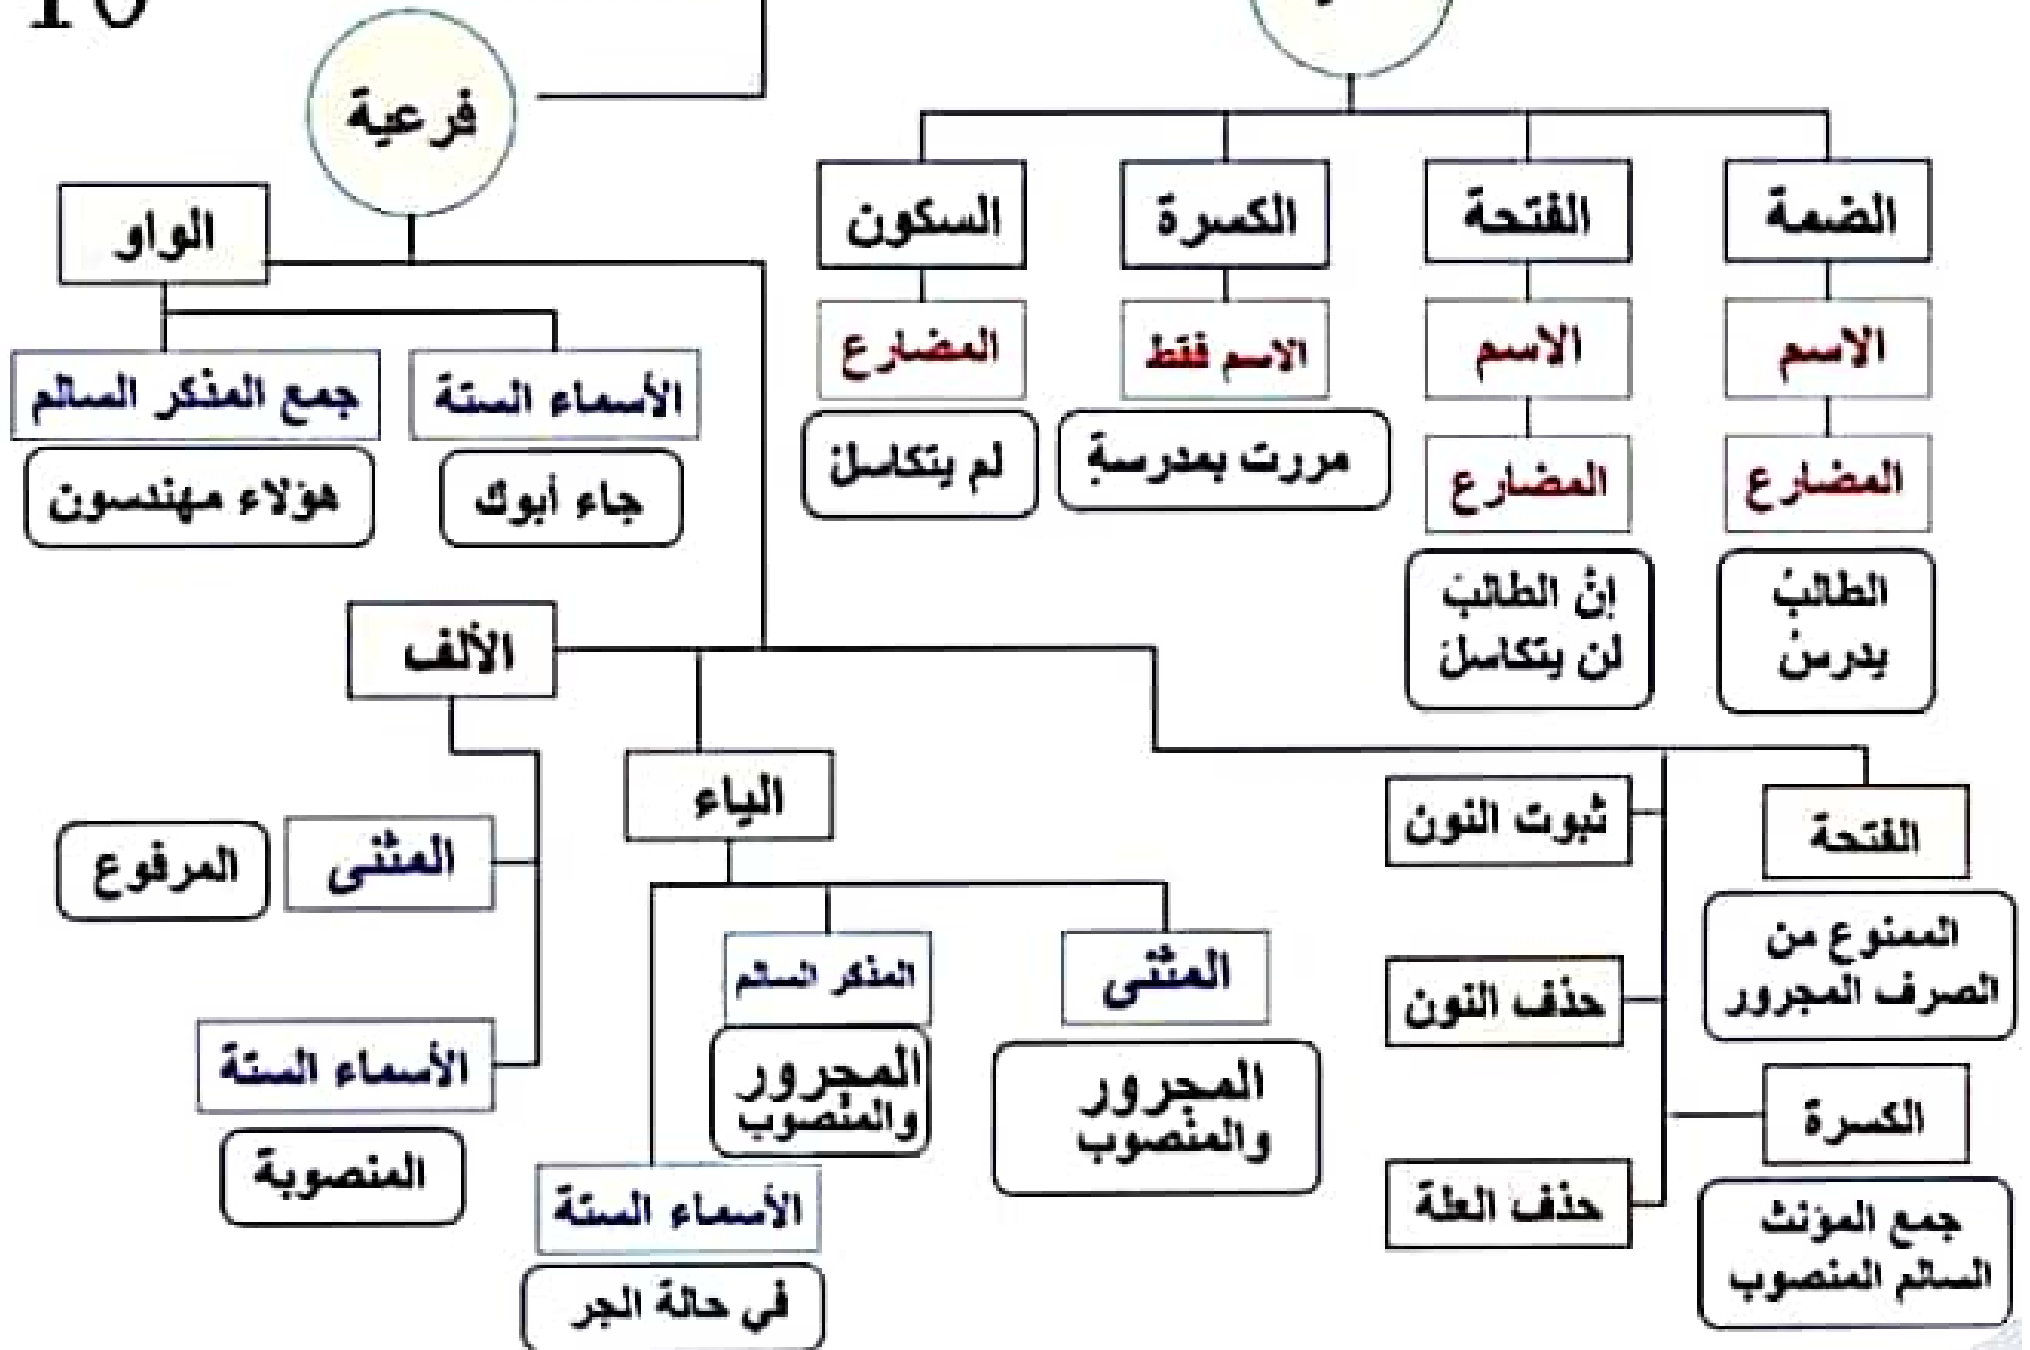 10
فرعية
الضمة
الفتحة
الكسرة
السكون
الواو
الاسم
الاسم
الاسم فقط
المضارع
الأسماء الستة
جمع المذكر السالم
المضارع
المضارع
مررت بمدرسةٍ
لم يتكاسلْ
جاء أبوك
هؤلاء مهندسون
الطالبُ
يدرسُ
إنَّ الطالبَ
لن يتكاسلَ
الألف
الياء
الفتحة
ثبوت النون
المثنى
المرفوع
الممنوع من
الصرف المجرور
حذف النون
المثنى
المذكر السالم
المجرور
والمنصوب
المجرور
والمنصوب
الأسماء الستة
المنصوبة
الكسرة
حذف العلة
جمع المؤنث
السالم المنصوب
الأسماء الستة
في حالة الجر